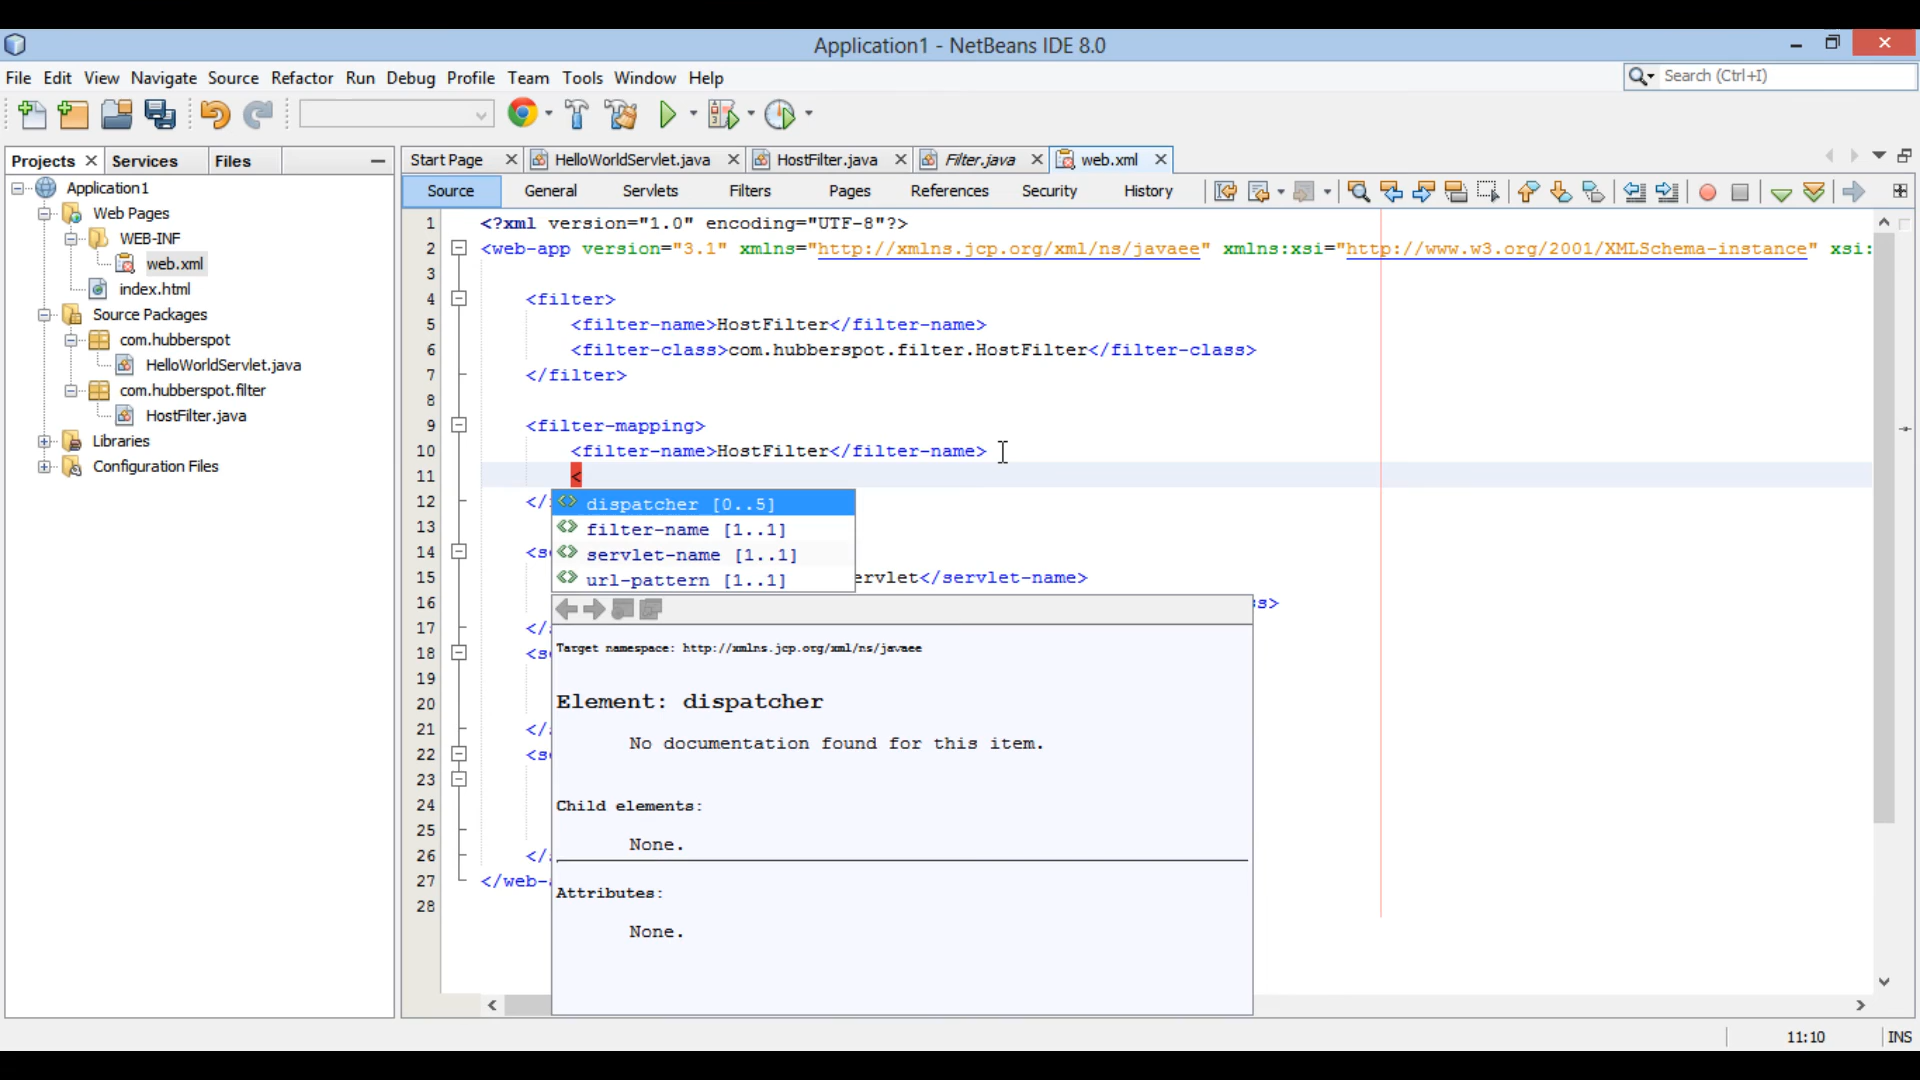 Application1 - NetBeans IDE 8.0
File Edit View Navigate Source Refactor Run Debug Profile Team Tools Window Help
Search (Ctrl+I)
Projects Services Files
Start Page HelloWorldServlet.java HostFilter.java Filter.java web.xml
Source General Servlets Filters Pages References Security History
Application1
Web Pages
WEB-INF
web.xml
index.html
Source Packages
com.hubberspot
HelloWorldServlet.java
com.hubberspot.filter
HostFilter.java
Libraries
Configuration Files
1 <?xml version="1.0" encoding="UTF-8"?>
2 <web-app version="3.1" xmlns="http://xmlns.jcp.org/xml/ns/javaee" xmlns:xsi="http://www.w3.org/2001/XMLSchema-instance" xsi:
3
4 <filter>
5 <filter-name>HostFilter</filter-name>
6 <filter-class>com.hubberspot.filter.HostFilter</filter-class>
7 </filter>
8
9 <filter-mapping>
10 <filter-name>HostFilter</filter-name>
11 <
12 </
13
14 <s
15 ervlet</servlet-name>
16 s>
17 </
18 <s
19
20
21 </
22 <s
23
24
25
26 </
27 </web-
28
dispatcher [0..5]
filter-name [1..1]
servlet-name [1..1]
url-pattern [1..1]
Target namespace: http://xmlns.jcp.org/xml/ns/javaee
Element: dispatcher
No documentation found for this item.
Child elements:
None.
Attributes:
None.
11:10 INS